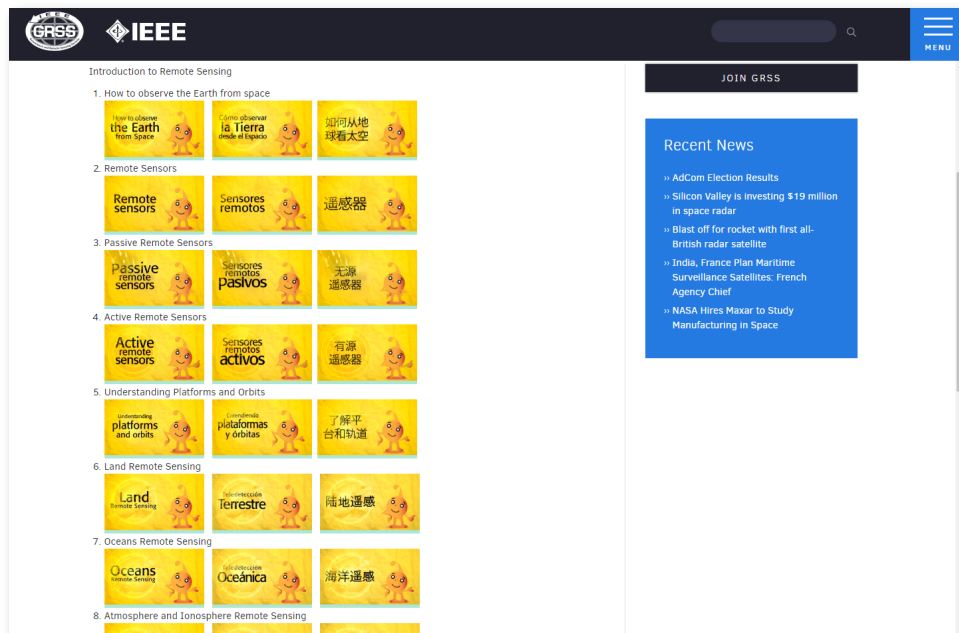 IEEE
GRSS
IEEE
MENU
Introduction to Remote Sensing
JOIN GRSS
1. How to observe the Earth from space
How to observe
the Earth
from Space
Cómo observar
la Tierra
desde el Espacio
如何从地
球看太空
2. Remote Sensors
Remote
sensors
Sensores
remotos
遥感器
3. Passive Remote Sensors
Passive
remote
sensors
Sensores
remotos
pasivos
无源
遥感器
4. Active Remote Sensors
Active
remote
sensors
Sensores
remotos
activos
有源
遥感器
5. Understanding Platforms and Orbits
Understanding
platforms
and orbits
Entendiendo
plataformas
y órbitas
了解平
台和轨道
6. Land Remote Sensing
Land
Remote Sensing
Teledetección
Terrestre
陆地遥感
7. Oceans Remote Sensing
Oceans
Remote Sensing
Teledetección
Oceánica
海洋遥感
8. Atmosphere and Ionosphere Remote Sensing
Recent News
›› AdCom Election Results
›› Silicon Valley is investing $19 million
in space radar
›› Blast off for rocket with first all-
British radar satellite
›› India, France Plan Maritime
Surveillance Satellites: French
Agency Chief
›› NASA Hires Maxar to Study
Manufacturing in Space